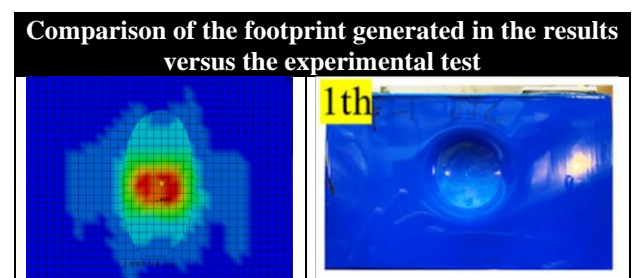 Comparison of the footprint generated in the results
versus the experimental test
1th